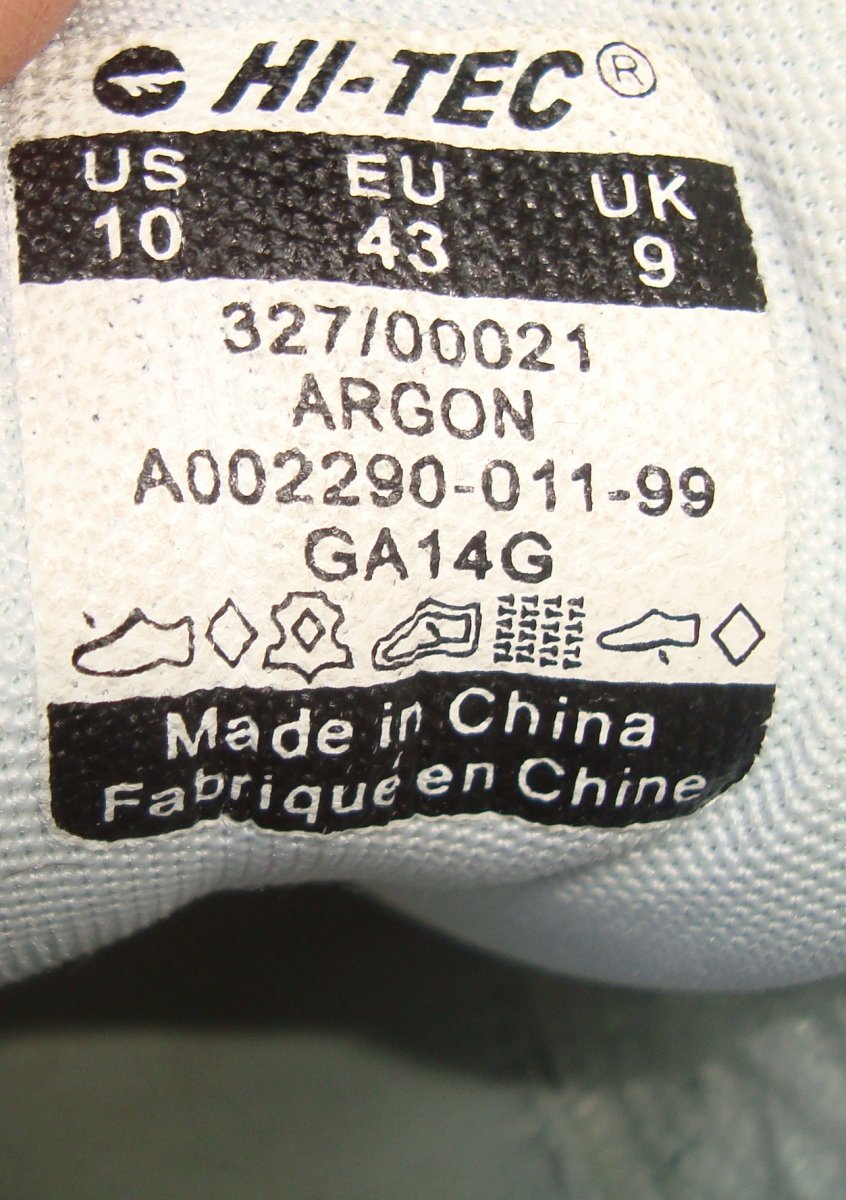 HI-TEC®
US EU UK
10 43 9
327/00021
ARGON
A002290-011-99
GA14G
Made in China
Fabriqué en Chine